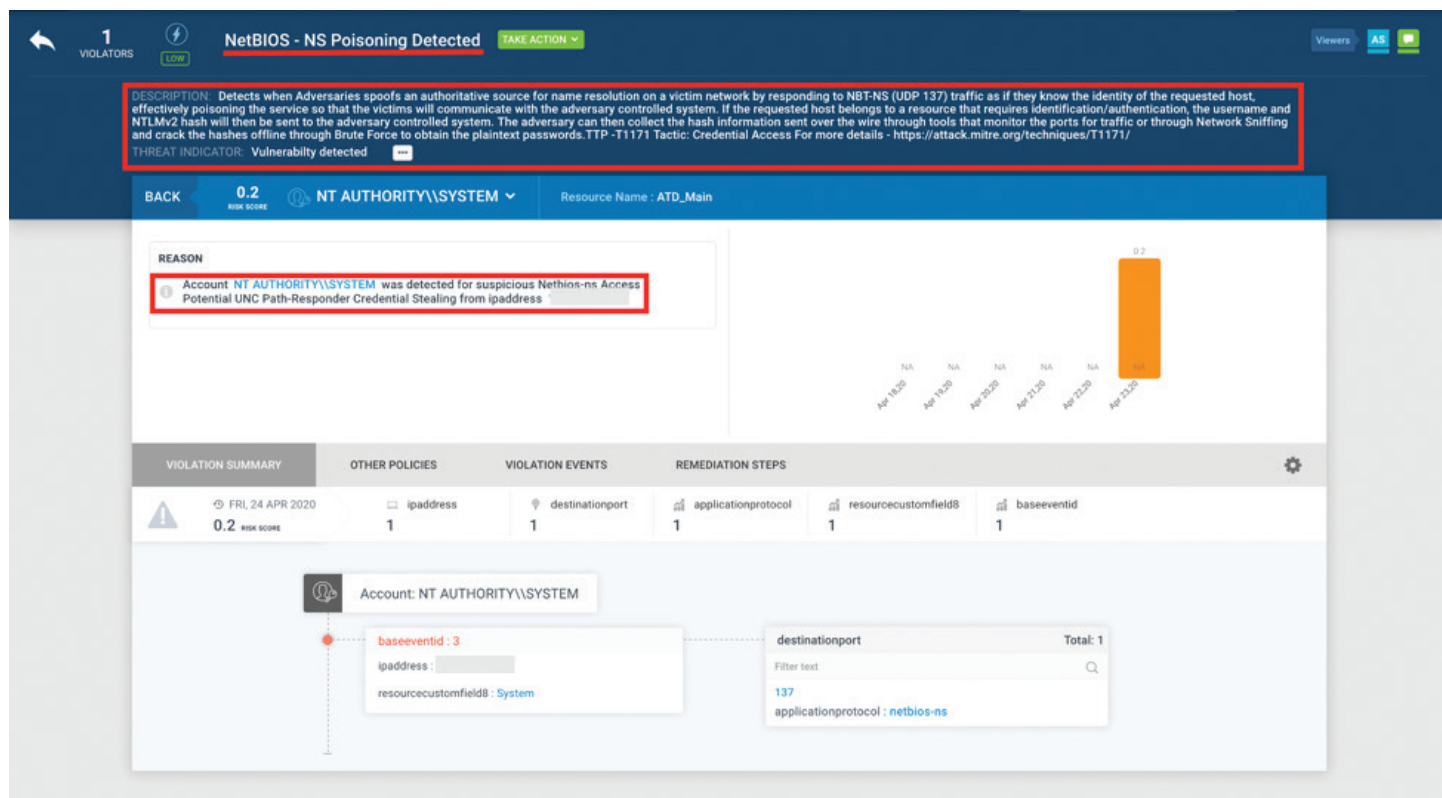 1
VIOLATORS
LOW
NetBIOS - NS Poisoning Detected
TAKE ACTION
Viewers
AS
DESCRIPTION: Detects when Adversaries spoofs an authoritative source for name resolution on a victim network by responding to NBT-NS (UDP 137) traffic as if they know the identity of the requested host,
effectively poisoning the service so that the victims will communicate with the adversary controlled system. If the requested host belongs to a resource that requires identification/authentication, the username and
NTLMv2 hash will then be sent to the adversary controlled system. The adversary can then collect the hash information sent over the wire through tools that monitor the ports for traffic or through Network Sniffing
and crack the hashes offline through Brute Force to obtain the plaintext passwords.TTP -T1171 Tactic: Credential Access For more details - https://attack.mitre.org/techniques/T1171/
THREAT INDICATOR: Vulnerabilty detected
BACK
0.2
RISK SCORE
NT AUTHORITY\\SYSTEM
Resource Name : ATD_Main
REASON
Account NT AUTHORITY\\SYSTEM was detected for suspicious Netbios-ns Access
Potential UNC Path-Responder Credential Stealing from ipaddress
0.2
NA NA NA NA NA NA
Apr 18,20 Apr 19,20 Apr 20,20 Apr 21,20 Apr 22,20 Apr 23,20
VIOLATION SUMMARY
OTHER POLICIES
VIOLATION EVENTS
REMEDIATION STEPS
FRI, 24 APR 2020
0.2 RISK SCORE
ipaddress
1
destinationport
1
applicationprotocol
1
resourcecustomfield8
1
baseeventid
1
Account: NT AUTHORITY\\SYSTEM
baseeventid : 3
ipaddress :
resourcecustomfield8 : System
destinationport Total: 1
Filter text
137
applicationprotocol : netbios-ns